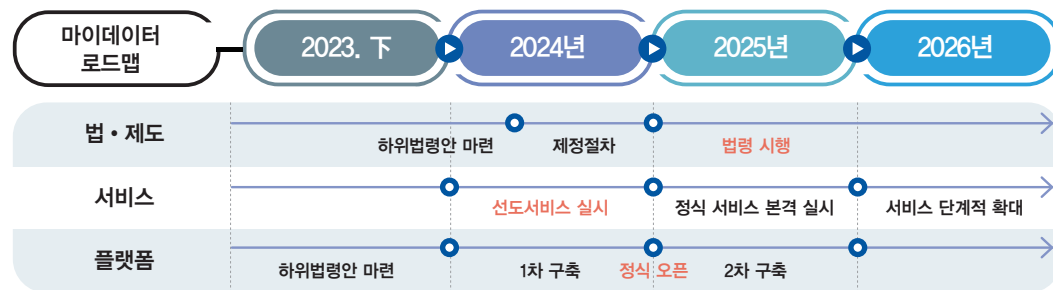 마이데이터
로드맵
2023. 下
2024년
2025년
2026년
법·제도
하위법령안 마련
제정절차
법령 시행
서비스
선도서비스 실시
정식 서비스 본격 실시
서비스 단계적 확대
플랫폼
하위법령안 마련
1차 구축
정식 오픈
2차 구축